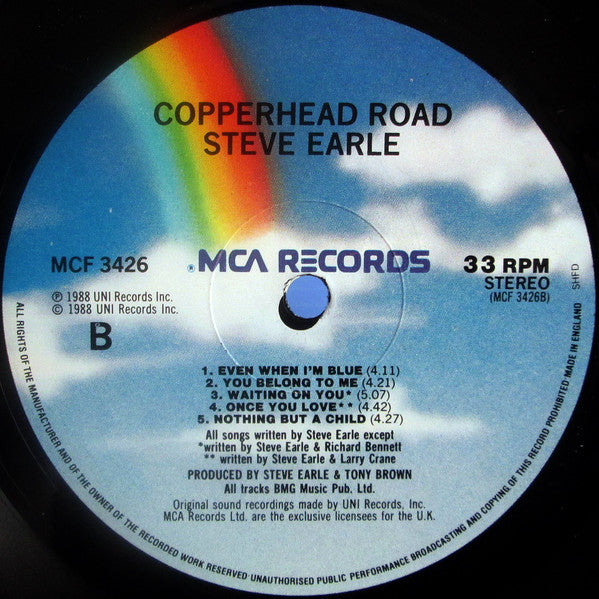 COPPERHEAD ROAD
STEVE EARLE
MCF 3426
® MCA RECORDS
33 RPM
STEREO
(MCF 3426B)
SHFD
℗ 1988 UNI Records Inc.
© 1988 UNI Records Inc.
B
1. EVEN WHEN I'M BLUE (4.11)
2. YOU BELONG TO ME (4.21)
3. WAITING ON YOU* (5.07)
4. ONCE YOU LOVE** (4.42)
5. NOTHING BUT A CHILD (4.27)
All songs written by Steve Earle except
*written by Steve Earle & Richard Bennett
** written by Steve Earle & Larry Crane
PRODUCED BY STEVE EARLE & TONY BROWN
All tracks BMG Music Pub. Ltd.
Original sound recordings made by UNI Records, Inc.
MCA Records Ltd. are the exclusive licensees for the U.K.
ALL RIGHTS OF THE MANUFACTURER AND OF THE OWNER OF THE RECORDED WORK RESERVED·UNAUTHORISED PUBLIC PERFORMANCE BROADCASTING AND COPYING OF THIS RECORD PROHIBITED·MADE IN ENGLAND